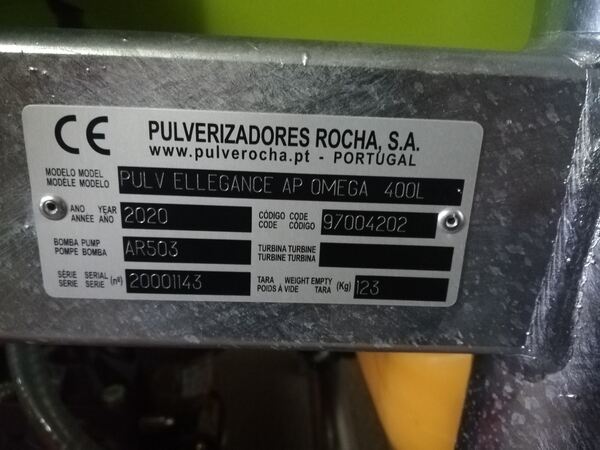 CE PULVERIZADORES ROCHA, S.A.
www.pulverocha.pt - PORTUGAL
MODELO MODEL
MODÈLE MODELO PULV ELLEGANCE AP OMEGA 400L
ANO YEAR
ANNÉE AÑO 2020
CÓDIGO CODE
CODE CÓDIGO 97004202
BOMBA PUMP
POMPE BOMBA AR503
TURBINA TURBINE
TURBINE TURBINA
SÉRIE SERIAL
SÉRIE SERIE (nº) 20001143
TARA WEIGHT EMPTY
POIDS À VIDE TARA (Kg) 123